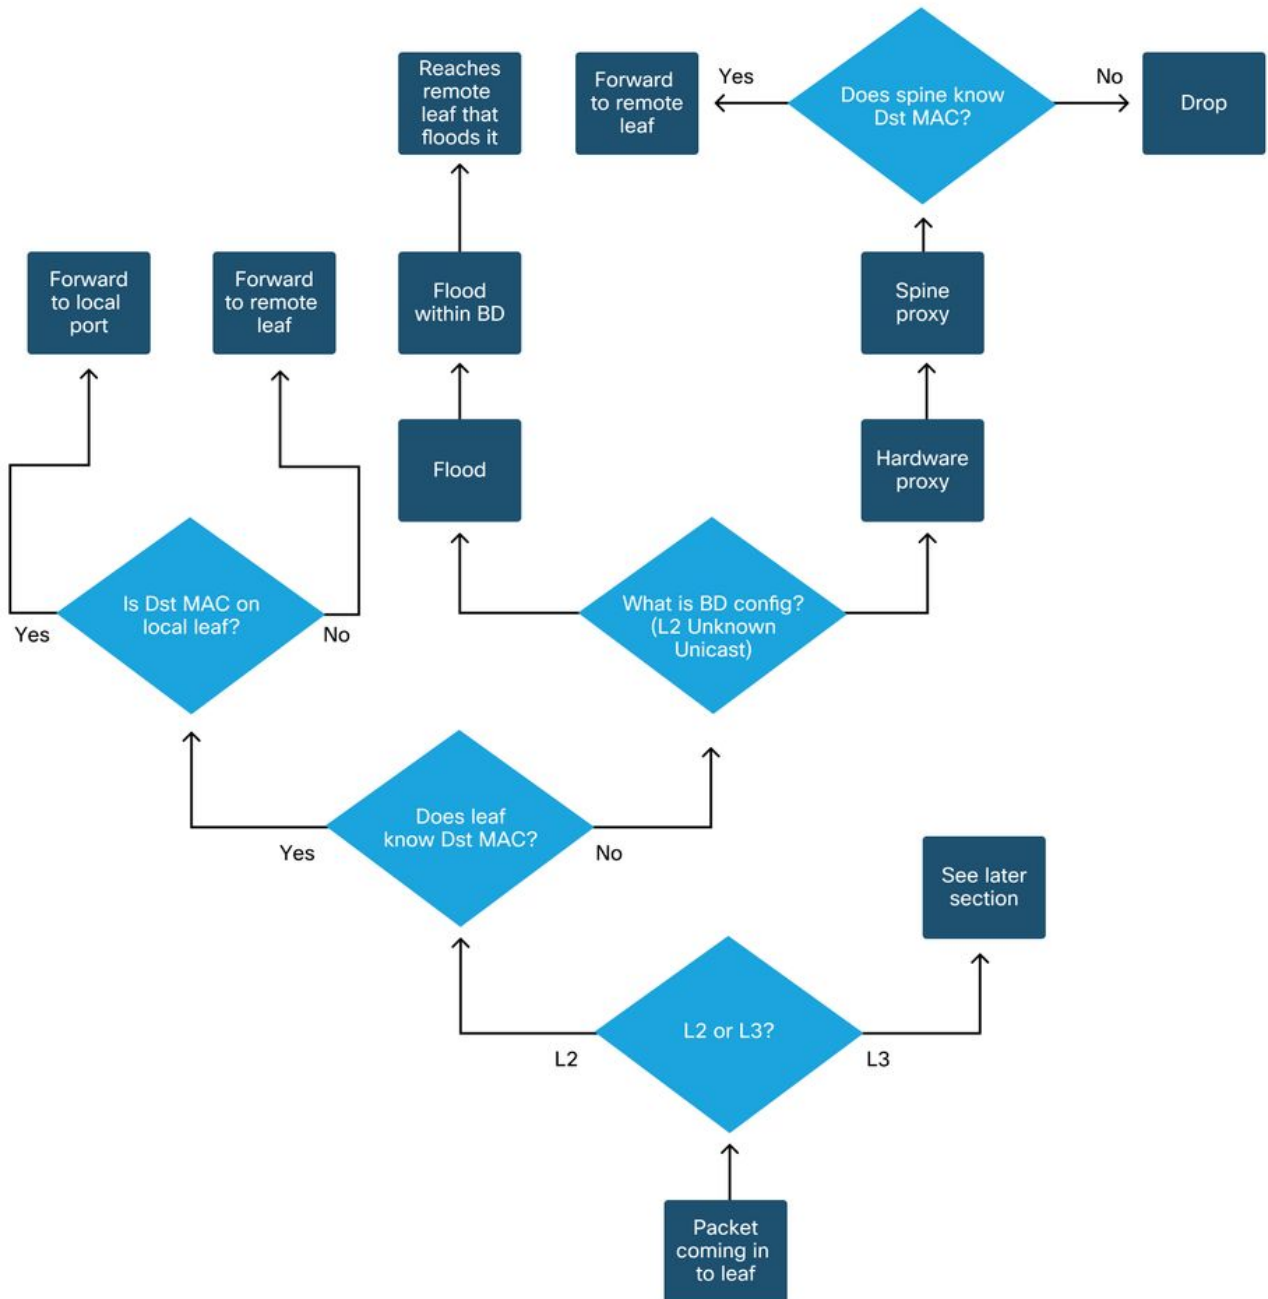 Reaches
remote
leaf that
floods it
Forward
to remote
leaf
Yes
Does spine know
Dst MAC?
No
Drop
Forward
to local
port
Forward
to remote
leaf
Flood
within BD
Spine
proxy
Flood
Hardware
proxy
Is Dst MAC on
local leaf?
Yes
No
What is BD config?
(L2 Unknown
Unicast)
Does leaf
know Dst MAC?
Yes
No
See later
section
L2 or L3?
L2
L3
Packet
coming in
to leaf